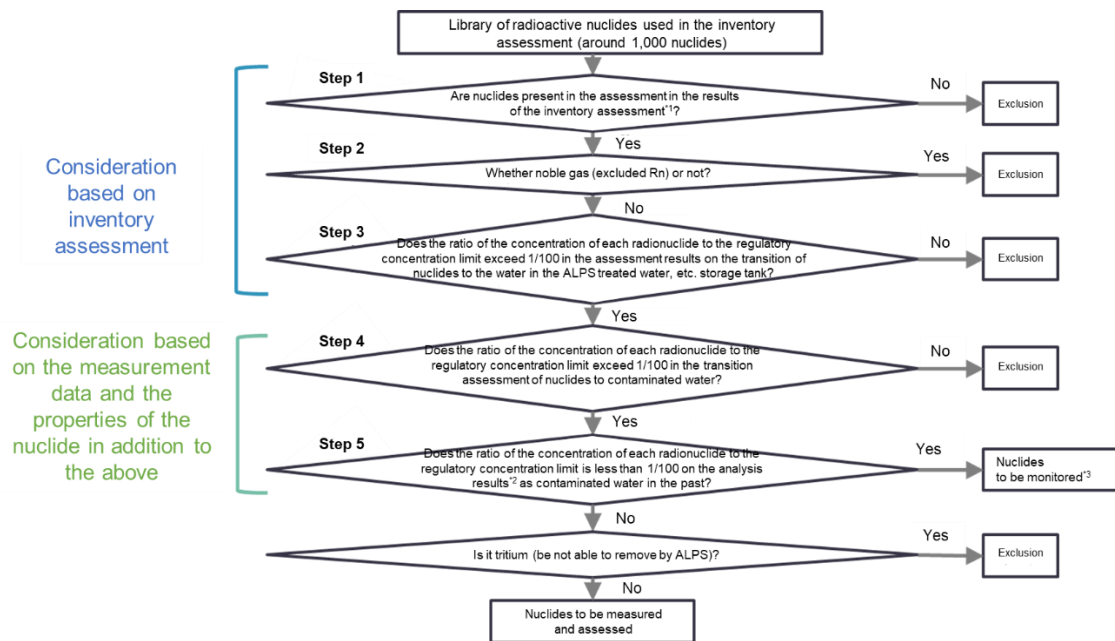 Library of radioactive nuclides used in the inventory
assessment (around 1,000 nuclides)
Step 1
Are nuclides present in the assessment in the results
of the inventory assessment*1?
No
Exclusion
Yes
Step 2
Whether noble gas (excluded Rn) or not?
Yes
Exclusion
No
Consideration
based on
inventory
assessment
Step 3
Does the ratio of the concentration of each radionuclide to the regulatory
concentration limit exceed 1/100 in the assessment results on the transition of
nuclides to the water in the ALPS treated water, etc. storage tank?
No
Exclusion
Yes
Consideration based
on the measurement
data and the
properties of the
nuclide in addition to
the above
Step 4
Does the ratio of the concentration of each radionuclide to the
regulatory concentration limit exceed 1/100 in the transition
assessment of nuclides to contaminated water?
No
Exclusion
Yes
Step 5
Does the ratio of the concentration of each radionuclide to the
regulatory concentration limit is less than 1/100 on the analysis
results*2 as contaminated water in the past?
Yes
Nuclides
to be monitored*3
No
Is it tritium (be not able to remove by ALPS)?
Yes
Exclusion
No
Nuclides to be measured
and assessed